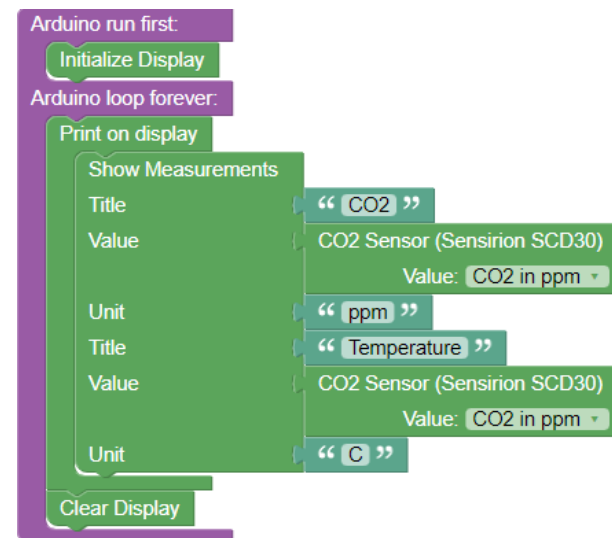 Arduino run first:
Initialize Display
Arduino loop forever:
Print on display
Show Measurements
Title “ CO2 ”
Value CO2 Sensor (Sensirion SCD30)
Value: CO2 in ppm
Unit “ ppm ”
Title “ Temperature ”
Value CO2 Sensor (Sensirion SCD30)
Value: CO2 in ppm
Unit “ C ”
Clear Display